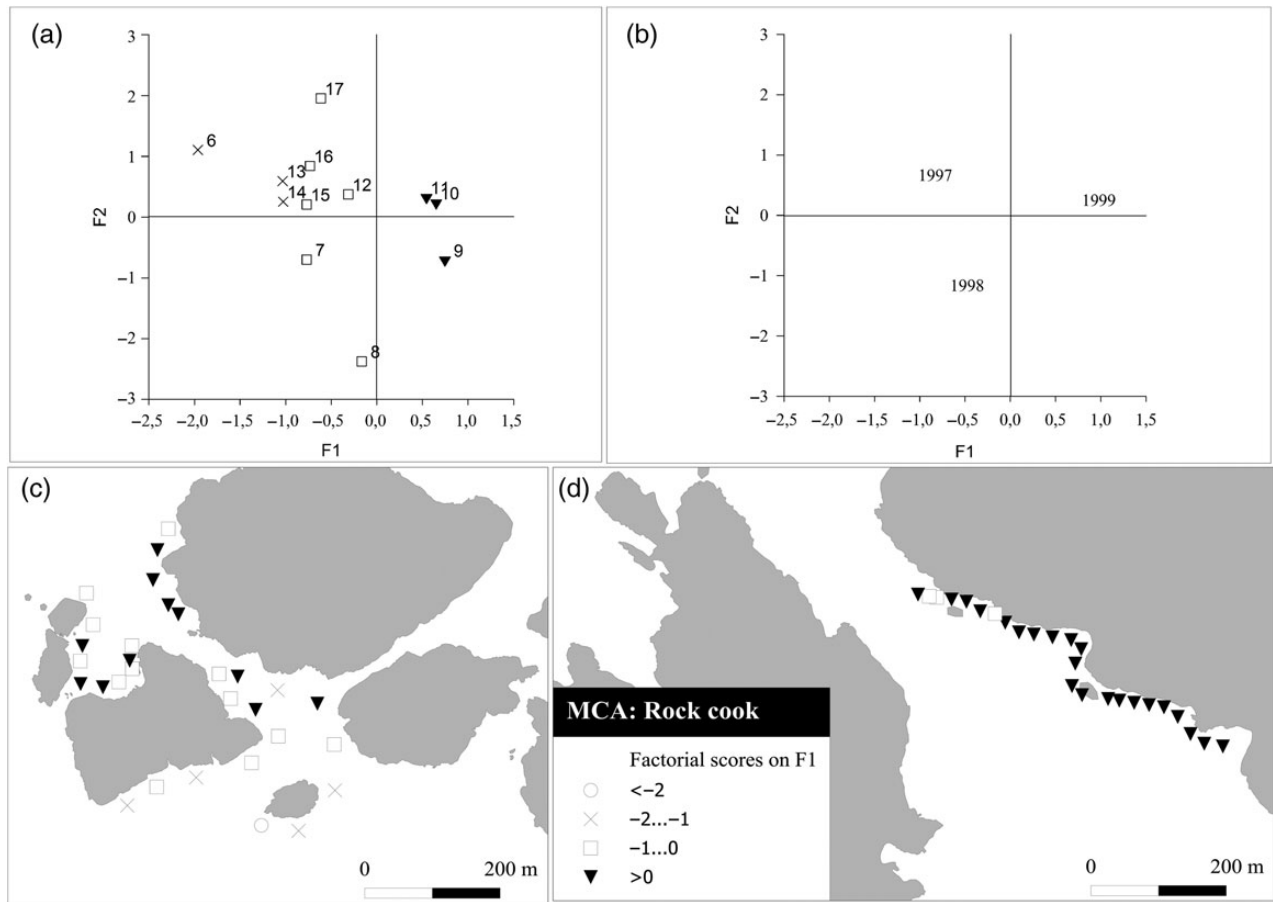 (a)
3
2
1
0
−1
−2
−3
F2
17
6
16
13
14
15
12
11
10
7
9
8
−2,5 −2,0 −1,5 −1,0 −0,5 0,0 0,5 1,0 1,5
F1
(b)
3
2
1
0
−1
−2
−3
F2
1997
1999
1998
−2,5 −2,0 −1,5 −1,0 −0,5 0,0 0,5 1,0 1,5
F1
(c)
0 200 m
(d)
MCA: Rock cook
Factorial scores on F1
<−2
−2...−1
−1...0
>0
0 200 m